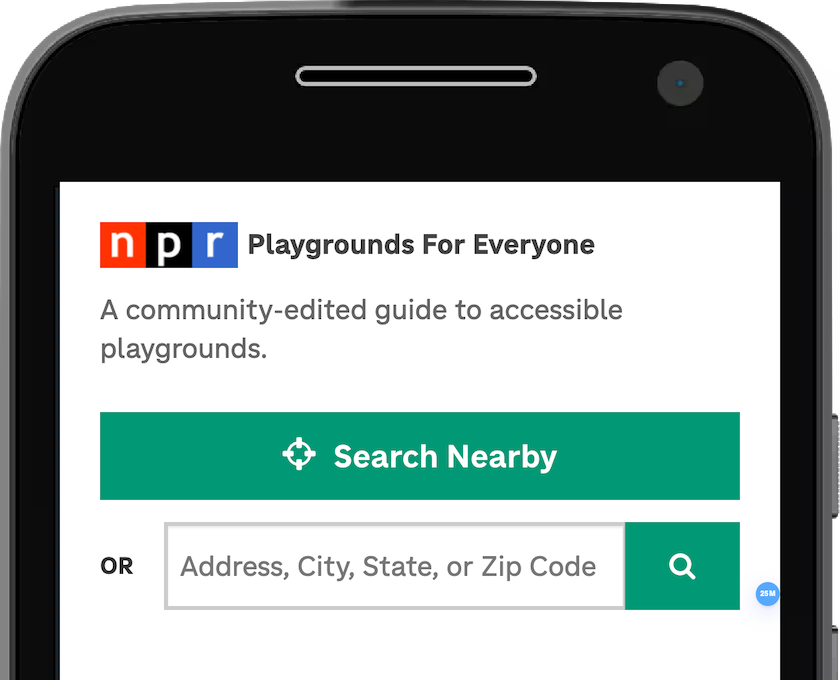 npr Playgrounds For Everyone
A community-edited guide to accessible
playgrounds.
Search Nearby
OR Address, City, State, or Zip Code
25M